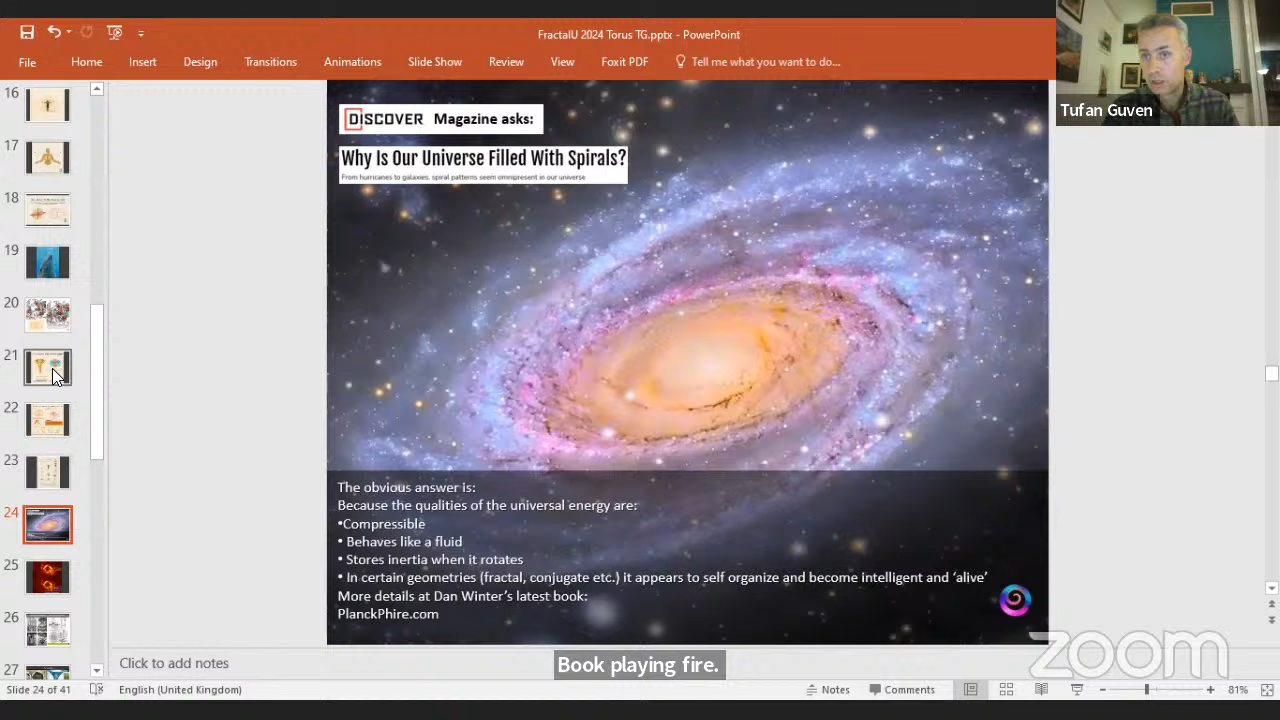 FractalU 2024 Torus TG.pptx - PowerPoint
File Home Insert Design Transitions Animations Slide Show Review View Foxit PDF Tell me what you want to do...
Tufan Guven
16
17
18
19
20
21
22
23
24
25
26
27
DISCOVER Magazine asks:
Why Is Our Universe Filled With Spirals?
From hurricanes to galaxies, spiral patterns seem omnipresent in our universe
The obvious answer is:
Because the qualities of the universal energy are:
•Compressible
• Behaves like a fluid
• Stores inertia when it rotates
• In certain geometries (fractal, conjugate etc.) it appears to self organize and become intelligent and ‘alive’
More details at Dan Winter’s latest book:
PlanckPhire.com
Click to add notes
Book playing fire.
zoom
Slide 24 of 41 English (United Kingdom) Notes Comments 81%